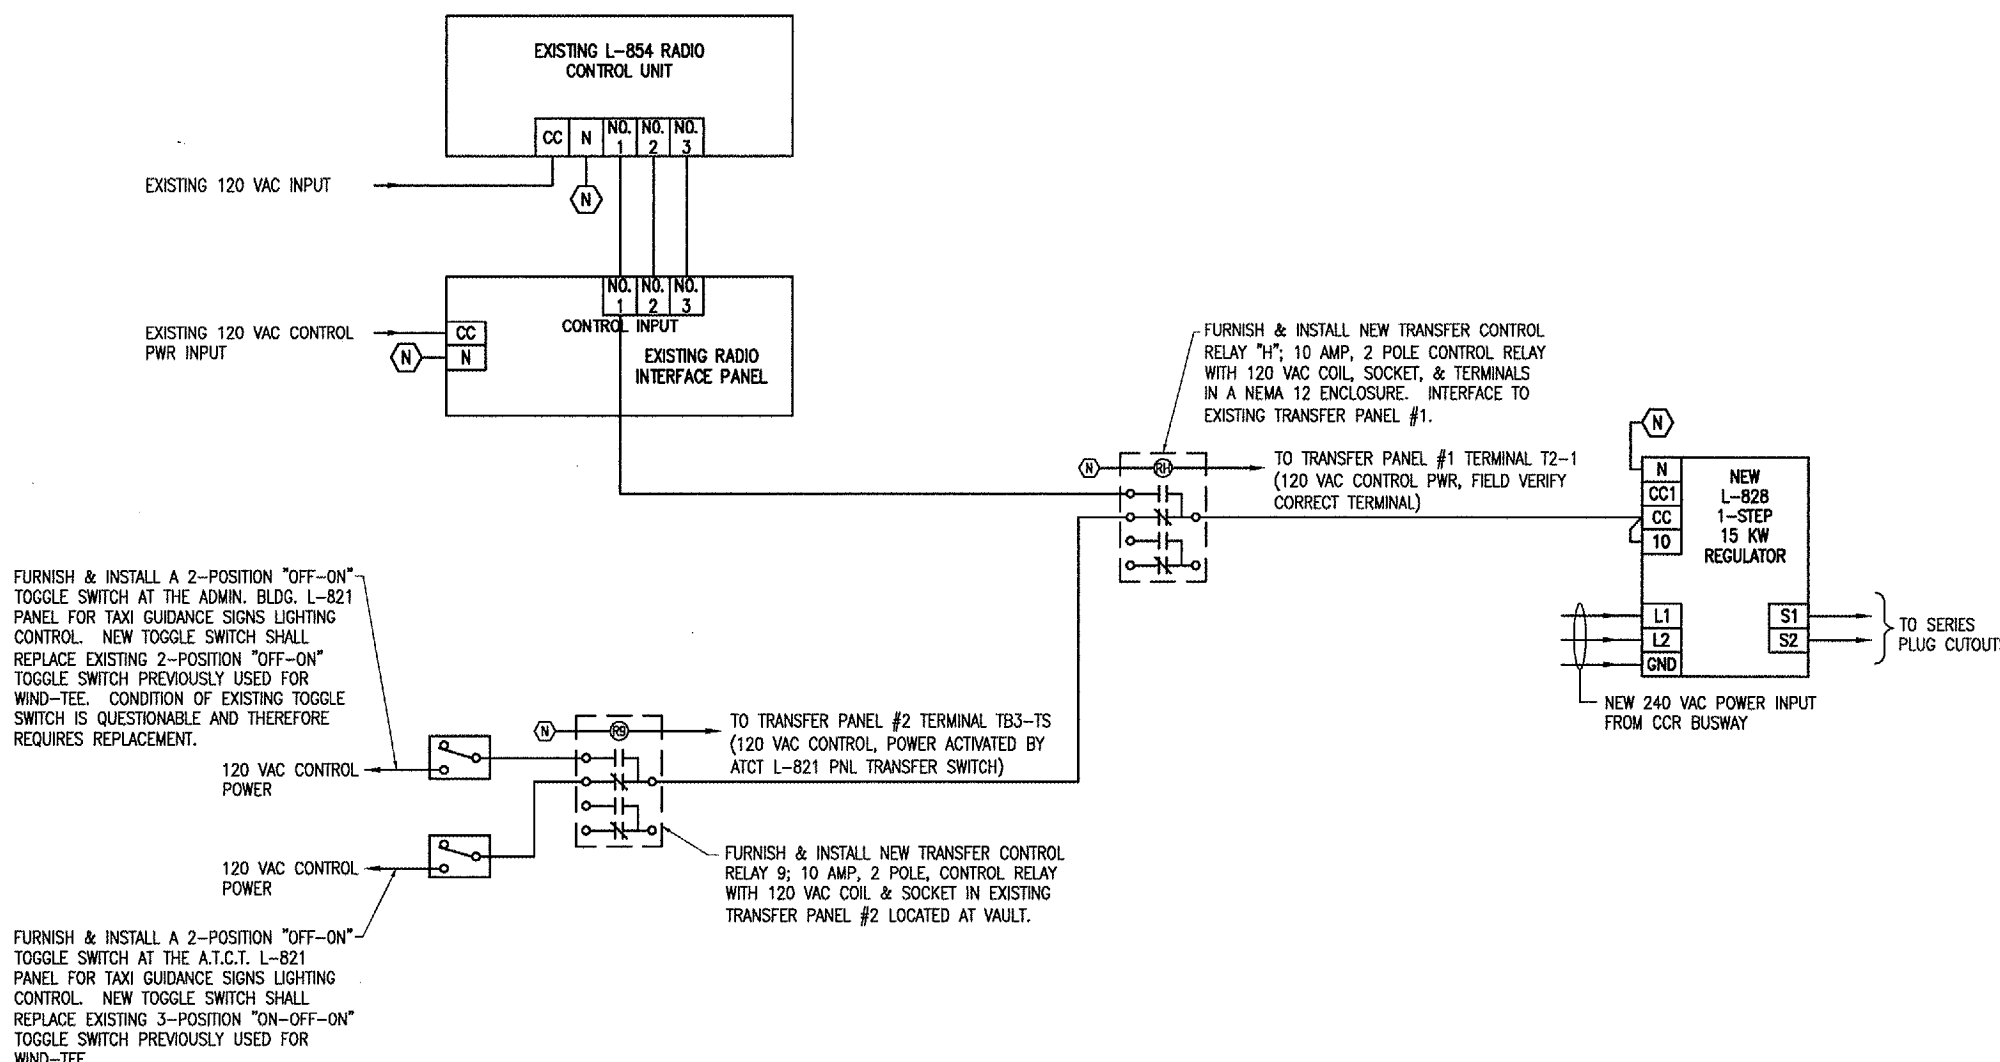 EXISTING L-854 RADIO
CONTROL UNIT
CC N NO. 1 NO. 2 NO. 3
EXISTING 120 VAC INPUT
N
NO. 1 NO. 2 NO. 3
CONTROL INPUT
EXISTING 120 VAC CONTROL
PWR INPUT
CC
N
N
EXISTING RADIO
INTERFACE PANEL
FURNISH & INSTALL NEW TRANSFER CONTROL
RELAY "H"; 10 AMP, 2 POLE CONTROL RELAY
WITH 120 VAC COIL, SOCKET, & TERMINALS
IN A NEMA 12 ENCLOSURE. INTERFACE TO
EXISTING TRANSFER PANEL #1.
N
RH
TO TRANSFER PANEL #1 TERMINAL T2-1
(120 VAC CONTROL PWR, FIELD VERIFY
CORRECT TERMINAL)
N
N
CC1
CC
10
NEW
L-828
1-STEP
15 KW
REGULATOR
L1
L2
GND
S1
S2
TO SERIES
PLUG CUTOUTS
NEW 240 VAC POWER INPUT
FROM CCR BUSWAY
FURNISH & INSTALL A 2-POSITION "OFF-ON"
TOGGLE SWITCH AT THE ADMIN. BLDG. L-821
PANEL FOR TAXI GUIDANCE SIGNS LIGHTING
CONTROL. NEW TOGGLE SWITCH SHALL
REPLACE EXISTING 2-POSITION "OFF-ON"
TOGGLE SWITCH PREVIOUSLY USED FOR
WIND-TEE. CONDITION OF EXISTING TOGGLE
SWITCH IS QUESTIONABLE AND THEREFORE
REQUIRES REPLACEMENT.
120 VAC CONTROL
POWER
N
R9
TO TRANSFER PANEL #2 TERMINAL TB3-TS
(120 VAC CONTROL, POWER ACTIVATED BY
ATCT L-821 PNL TRANSFER SWITCH)
120 VAC CONTROL
POWER
FURNISH & INSTALL NEW TRANSFER CONTROL
RELAY 9; 10 AMP, 2 POLE, CONTROL RELAY
WITH 120 VAC COIL & SOCKET IN EXISTING
TRANSFER PANEL #2 LOCATED AT VAULT.
FURNISH & INSTALL A 2-POSITION "OFF-ON"
TOGGLE SWITCH AT THE A.T.C.T. L-821
PANEL FOR TAXI GUIDANCE SIGNS LIGHTING
CONTROL. NEW TOGGLE SWITCH SHALL
REPLACE EXISTING 3-POSITION "ON-OFF-ON"
TOGGLE SWITCH PREVIOUSLY USED FOR
WIND-TEE